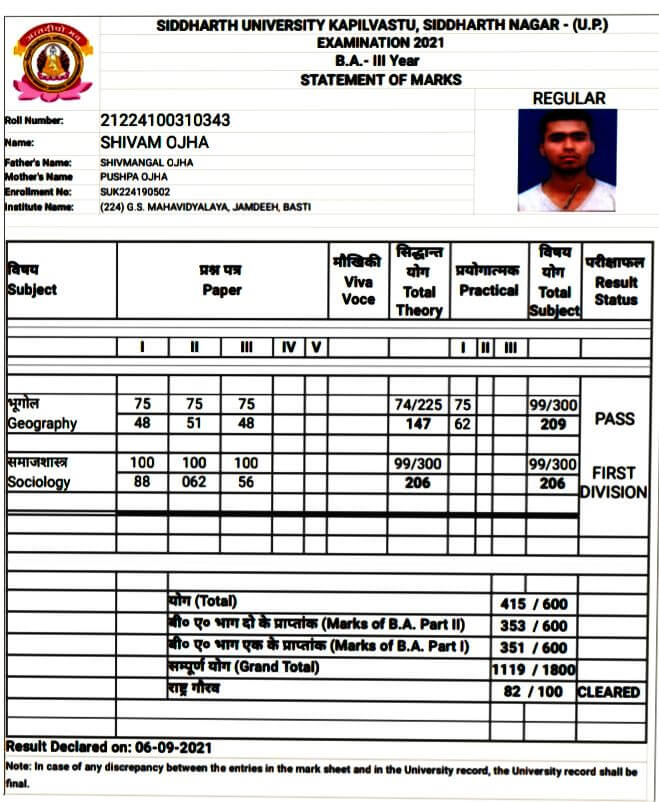 SIDDHARTH UNIVERSITY KAPILVASTU, SIDDHARTH NAGAR - (U.P.)
EXAMINATION 2021
B.A.- III Year
STATEMENT OF MARKS
REGULAR
Roll Number: 21224100310343
Name: SHIVAM OJHA
Father's Name: SHIVMANGAL OJHA
Mother's Name PUSHPA OJHA
Enrollment No: SUK224190502
Institute Name: (224) G.S. MAHAVIDYALAYA, JAMDEEH, BASTI
विषय Subject प्रश्न पत्र Paper मौखिकी Viva Voce सिद्धान्त योग Total Theory प्रयोगात्मक Practical विषय योग Total Subject परीक्षाफल Result Status
I II III IV V I II III
भूगोल 75 75 75 74/225 75 99/300
Geography 48 51 48 147 62 209 PASS
समाजशास्त्र 100 100 100 99/300 99/300
Sociology 88 062 56 206 206 FIRST DIVISION
योग (Total) 415 / 600
बी० ए० भाग दो के प्राप्तांक (Marks of B.A. Part II) 353 / 600
बी० ए० भाग एक के प्राप्तांक (Marks of B.A. Part I) 351 / 600
सम्पूर्ण योग (Grand Total) 1119 / 1800
राष्ट्र गौरव 82 / 100 CLEARED
Result Declared on: 06-09-2021
Note: In case of any discrepancy between the entries in the mark sheet and in the University record, the University record shall be
final.